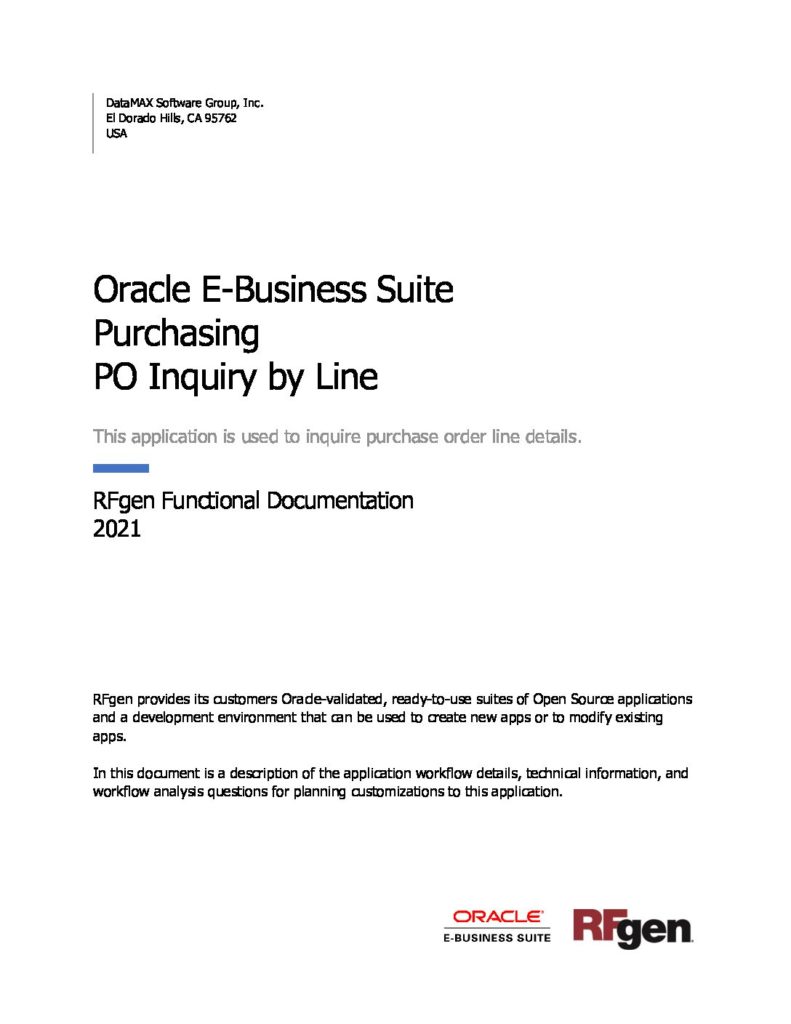 DataMAX Software Group, Inc.
El Dorado Hills, CA 95762
USA
Oracle E-Business Suite
Purchasing
PO Inquiry by Line
This application is used to inquire purchase order line details.
RFgen Functional Documentation
2021
RFgen provides its customers Oracle-validated, ready-to-use suites of Open Source applications
and a development environment that can be used to create new apps or to modify existing
apps.
In this document is a description of the application workflow details, technical information, and
workflow analysis questions for planning customizations to this application.
ORACLE
E-BUSINESS SUITE
RFgen